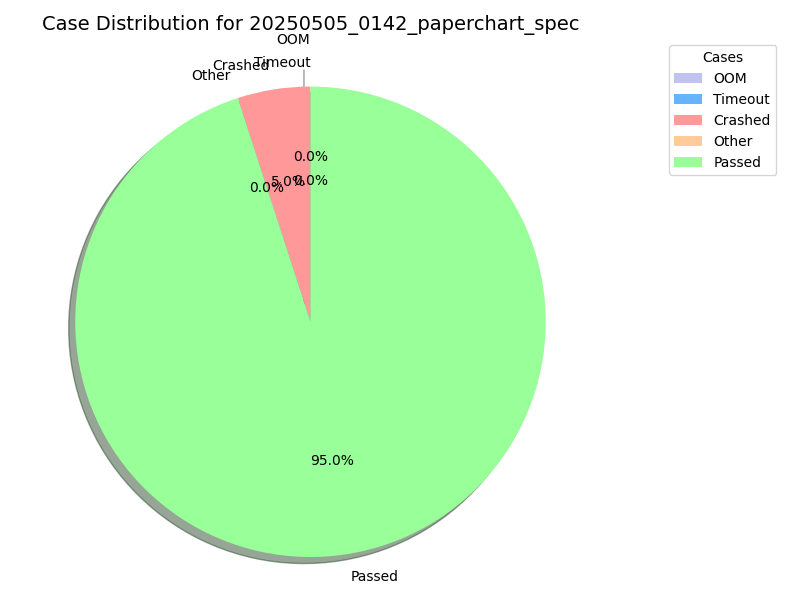 Case Distribution for 20250505_0142_paperchart_spec
OOM
Timeout
Crashed
Other
0.0%
5.0%
0.0%
0.0%
95.0%
Passed
Cases
OOM
Timeout
Crashed
Other
Passed